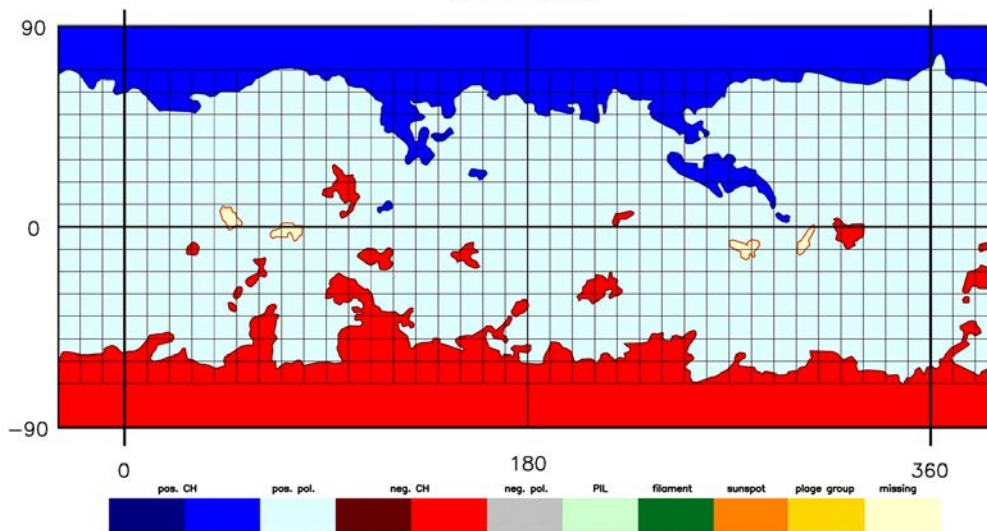 90
0
−90
0 180 360
pos. CH pos. pol. neg. CH neg. pol. PIL filament sunspot plage group missing